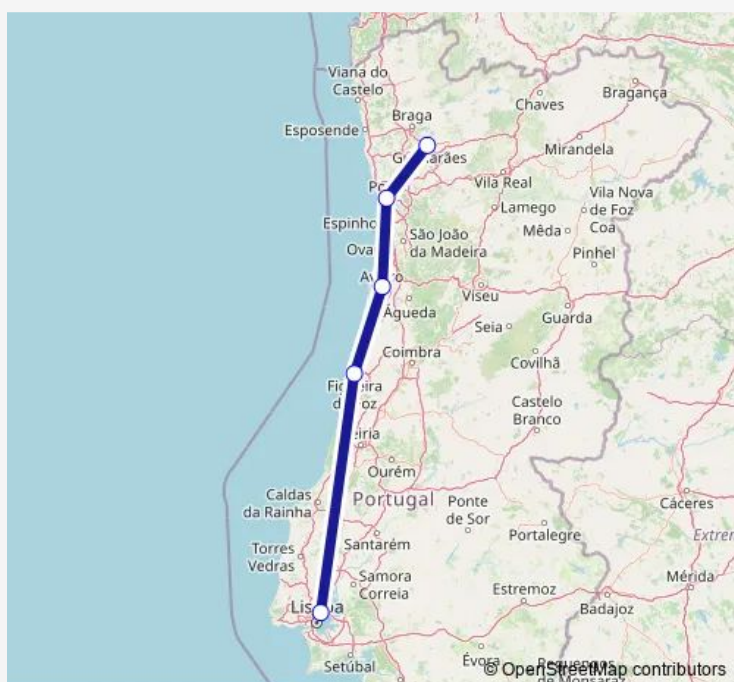 Viana do
Castelo
Chaves
Bragança
Braga
Esposende
Mirandela
Vila Real
Vila Nova
de Foz
Coa
Lamego
Espinho
São João
da Madeira
Mêda
Pinhel
Viseu
Águeda
Guarda
Seia
Coimbra
Covilhã
Castelo
Branco
Ourém
Caldas
da Rainha
Portugal
Ponte
de Sor
Cáceres
Portalegre
Santarém
Torres
Vedras
Samora
Correia
Mérida
Estremoz
Badajoz
Setúbal
Évora
© OpenStreetMap contributors